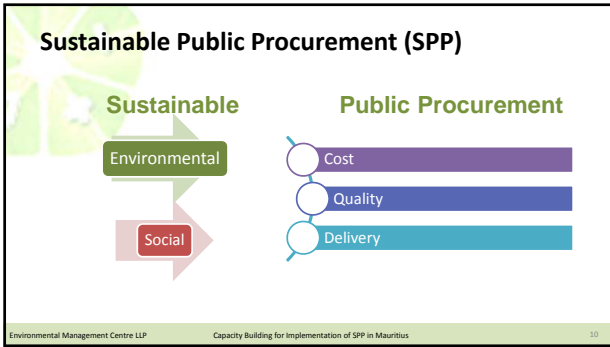 Sustainable Public Procurement (SPP)
Sustainable
Public Procurement
Environmental
Social
Cost
Quality
Delivery
Environmental Management Centre LLP
Capacity Building for Implementation of SPP in Mauritius
10